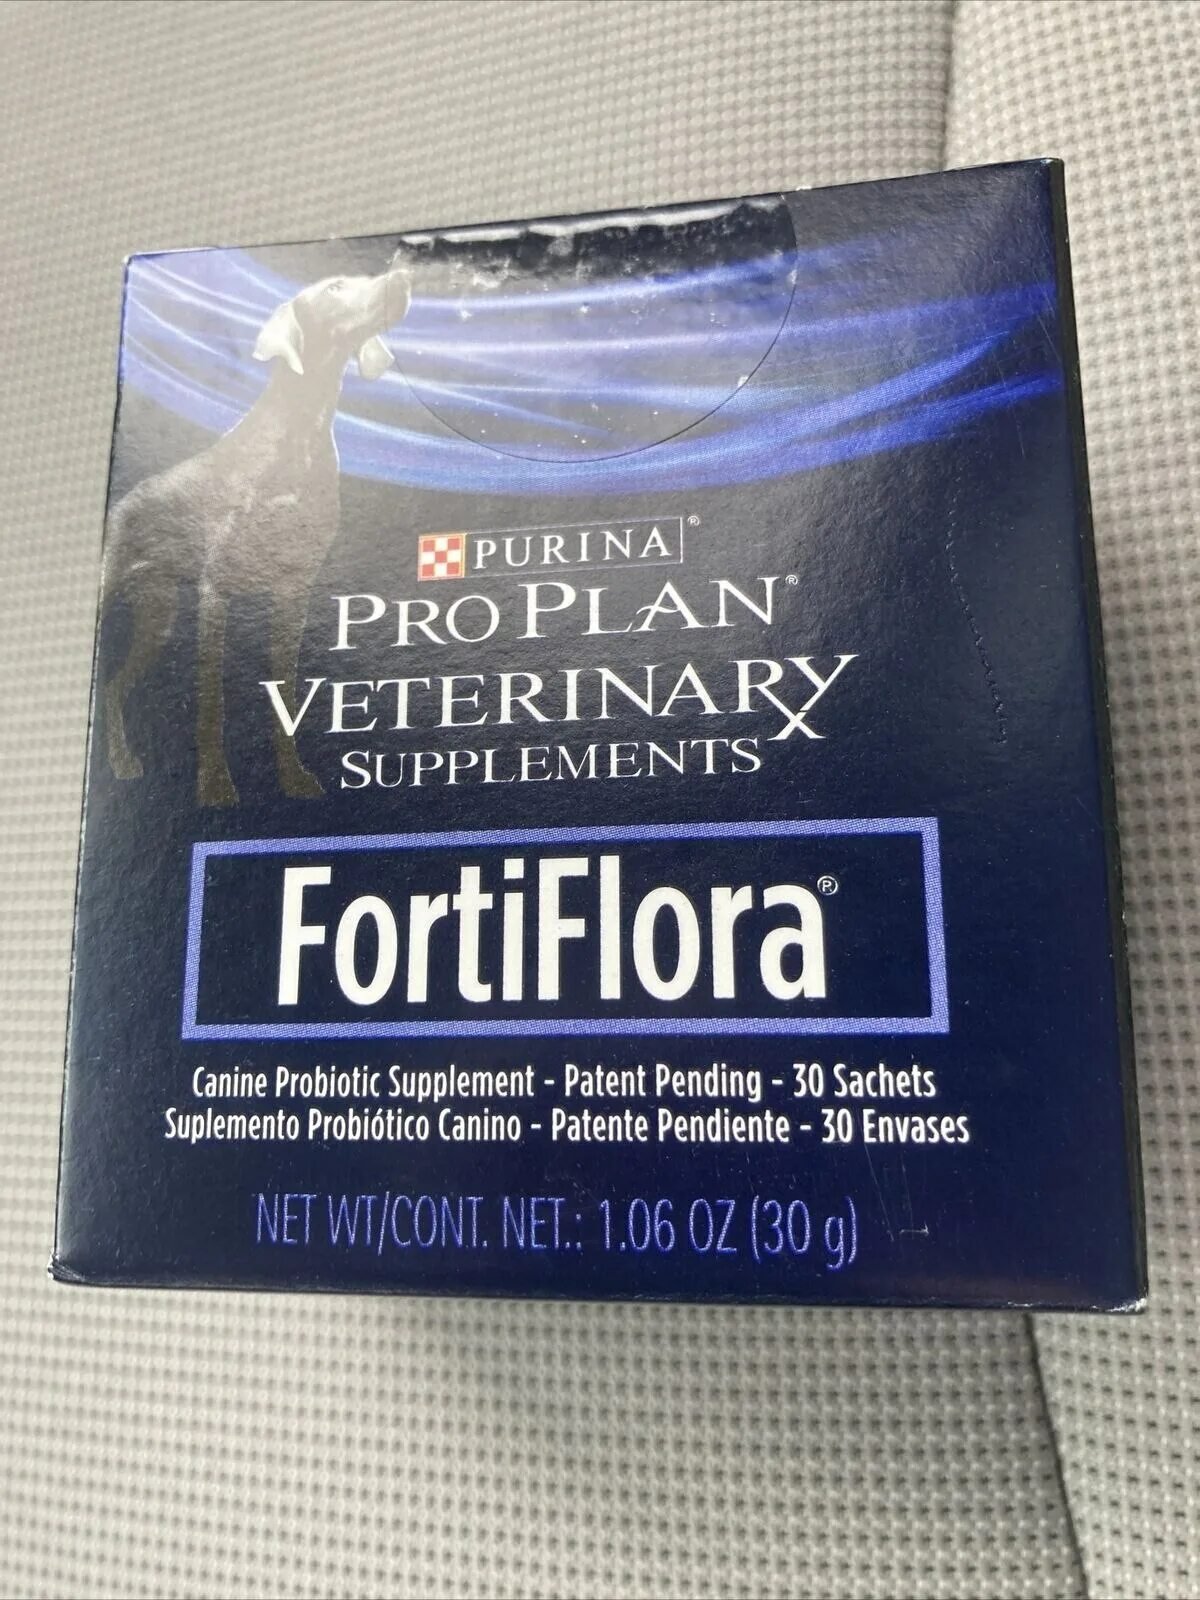 PURINA®
PRO PLAN®
VETERINARY
SUPPLEMENTS
FortiFlora®
Canine Probiotic Supplement - Patent Pending - 30 Sachets
Suplemento Probiótico Canino - Patente Pendiente - 30 Envases
NET WT/CONT. NET.: 1.06 OZ (30 g)